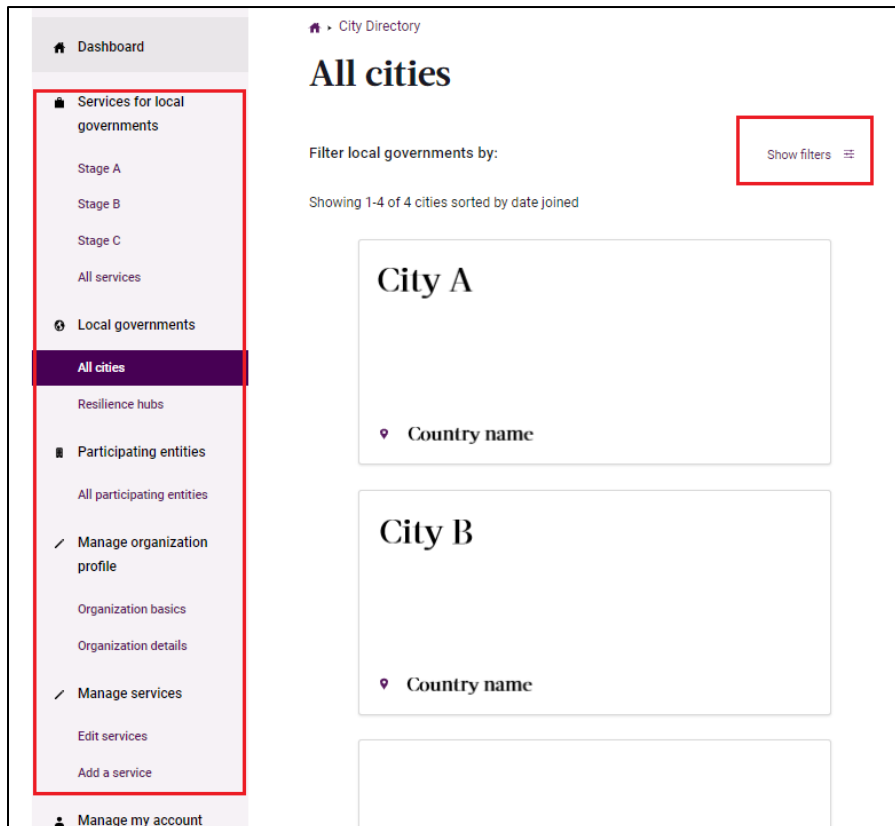 Dashboard
Services for local
governments
Stage A
Stage B
Stage C
All services
Local governments
All cities
Resilience hubs
Participating entities
All participating entities
Manage organization
profile
Organization basics
Organization details
Manage services
Edit services
Add a service
Manage my account
City Directory
All cities
Filter local governments by:
Show filters
Showing 1-4 of 4 cities sorted by date joined
City A
Country name
City B
Country name